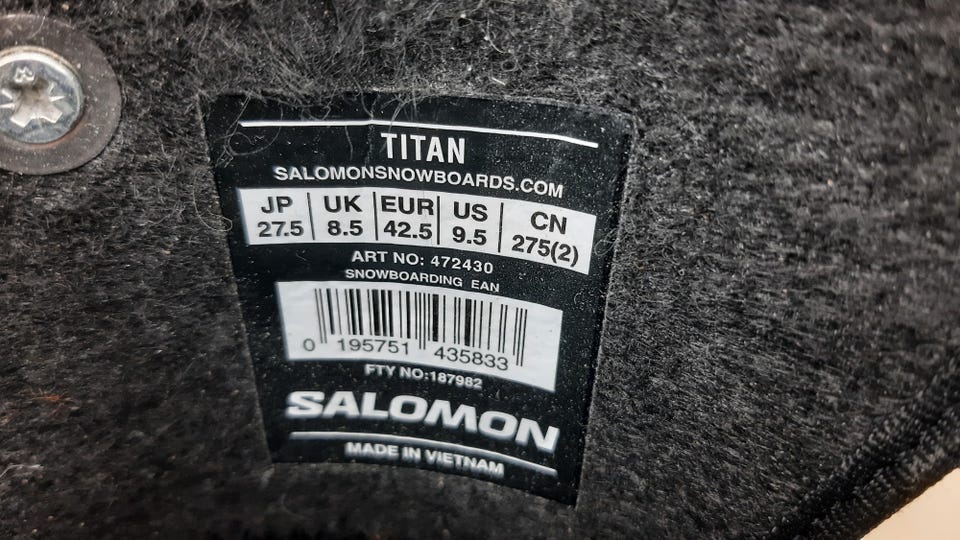 TITAN
SALOMONSNOWBOARDS.COM
JP UK EUR US CN
27.5 8.5 42.5 9.5 275(2)
ART NO: 472430
SNOWBOARDING EAN
0 195751 435833
FTY NO:187982
SALOMON
MADE IN VIETNAM